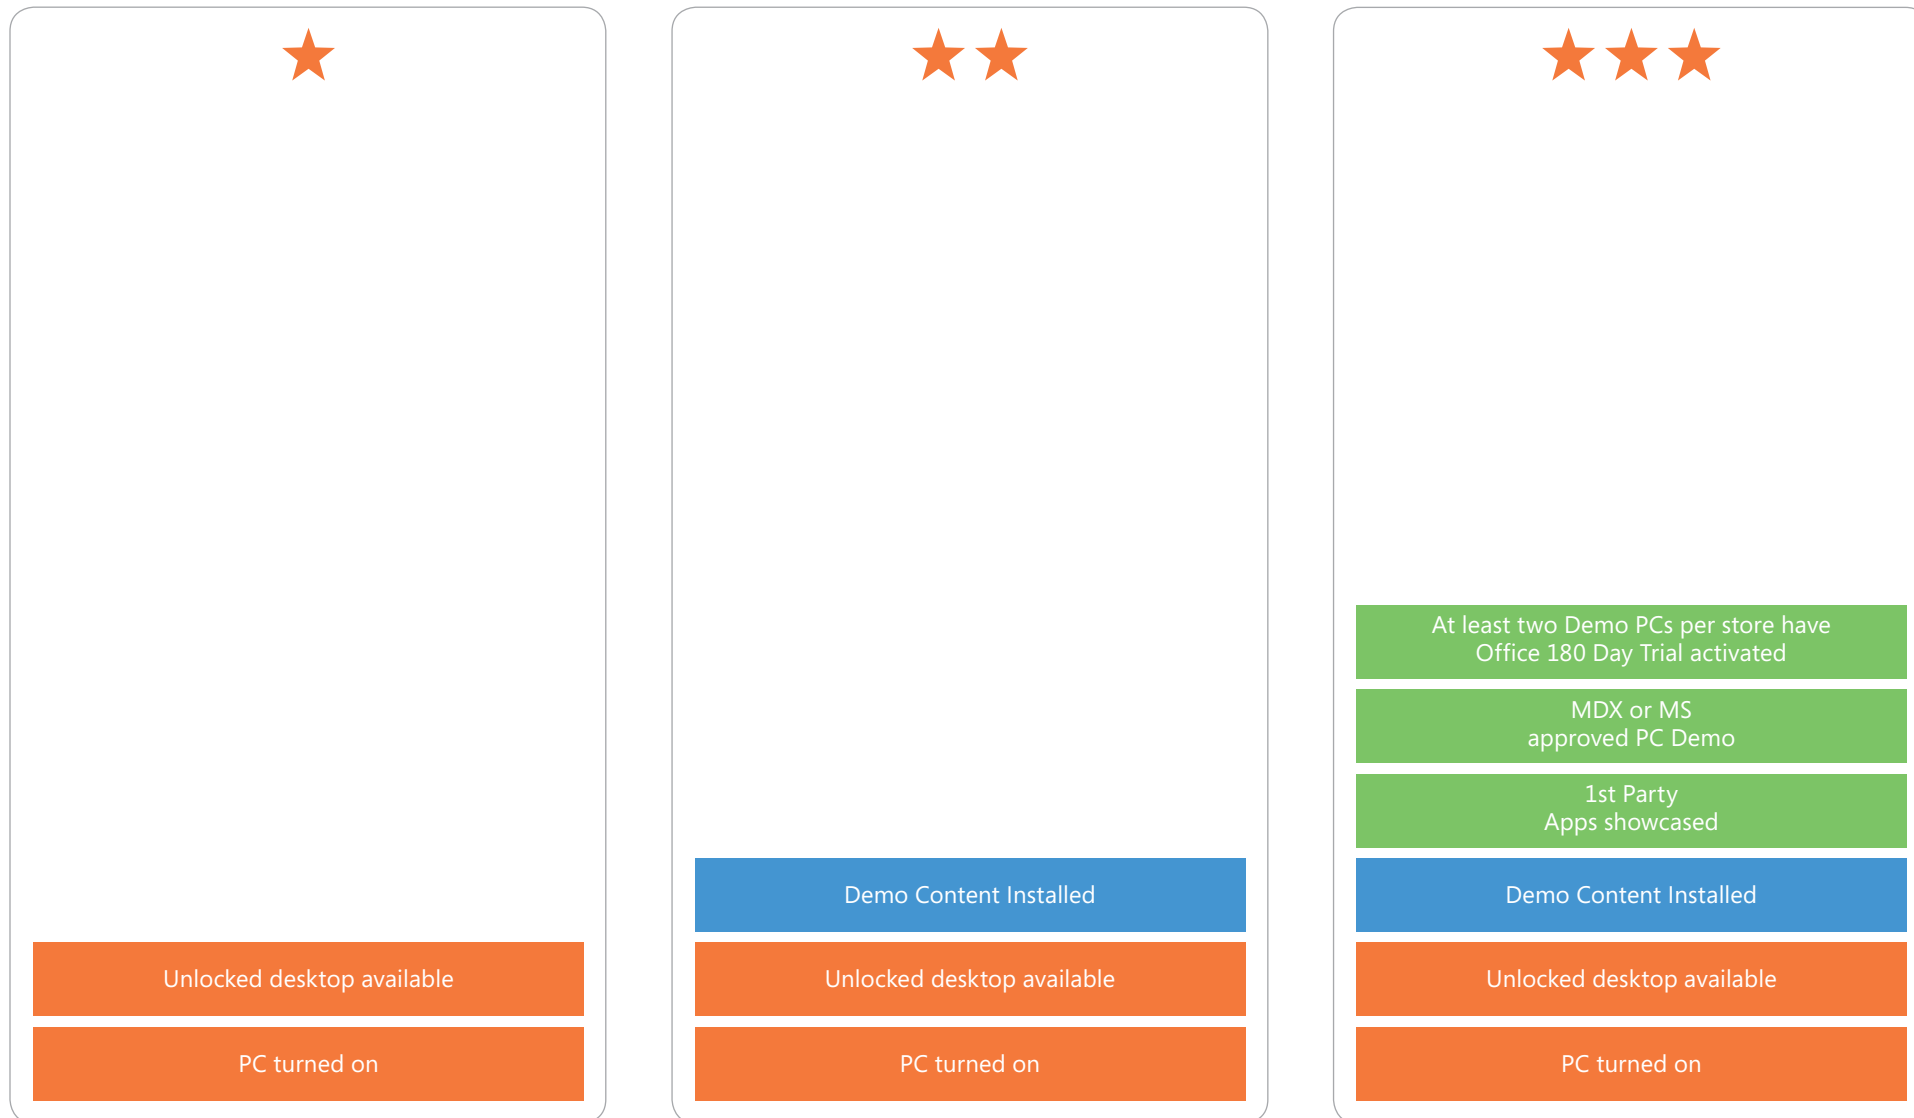 Unlocked desktop available
PC turned on
Demo Content Installed
Unlocked desktop available
PC turned on
At least two Demo PCs per store have
Office 180 Day Trial activated
MDX or MS
approved PC Demo
1st Party
Apps showcased
Demo Content Installed
Unlocked desktop available
PC turned on